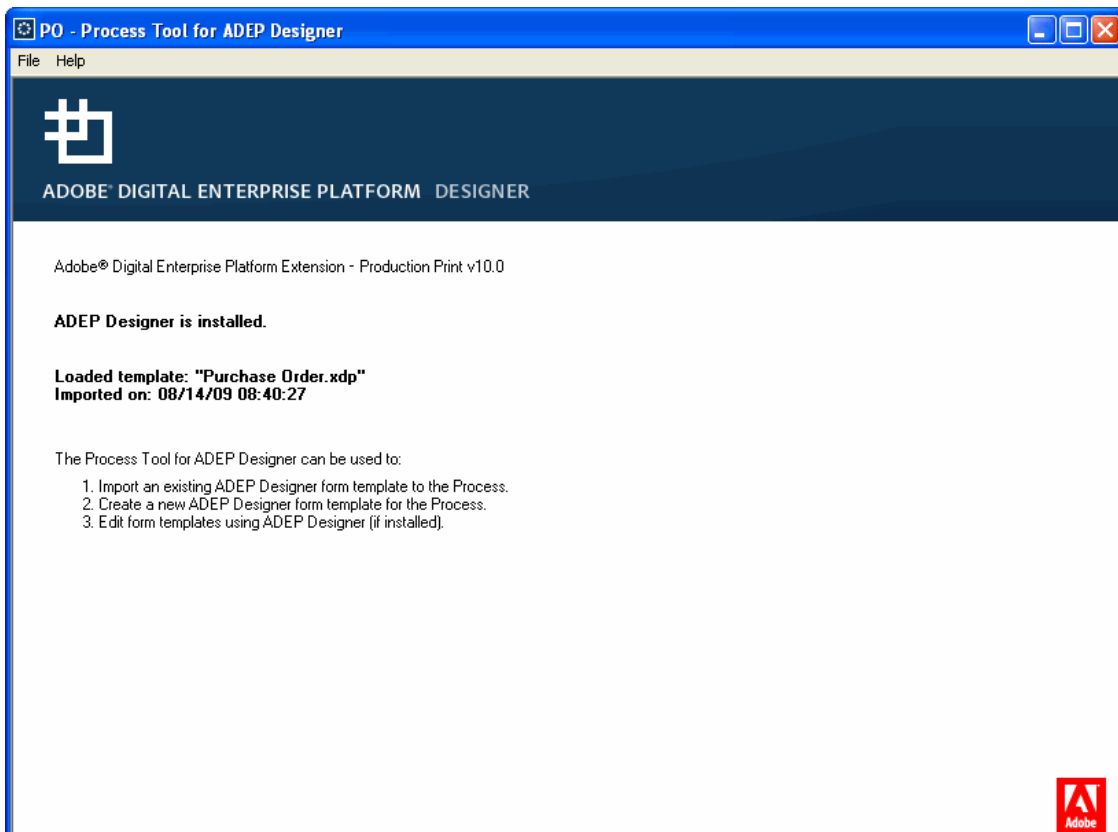 PO - Process Tool for ADEP Designer
File Help
ADOBE® DIGITAL ENTERPRISE PLATFORM DESIGNER
Adobe® Digital Enterprise Platform Extension - Production Print v10.0
ADEP Designer is installed.
Loaded template: "Purchase Order.xdp"
Imported on: 08/14/09 08:40:27
The Process Tool for ADEP Designer can be used to:
1. Import an existing ADEP Designer form template to the Process.
2. Create a new ADEP Designer form template for the Process.
3. Edit form templates using ADEP Designer (if installed).
Adobe